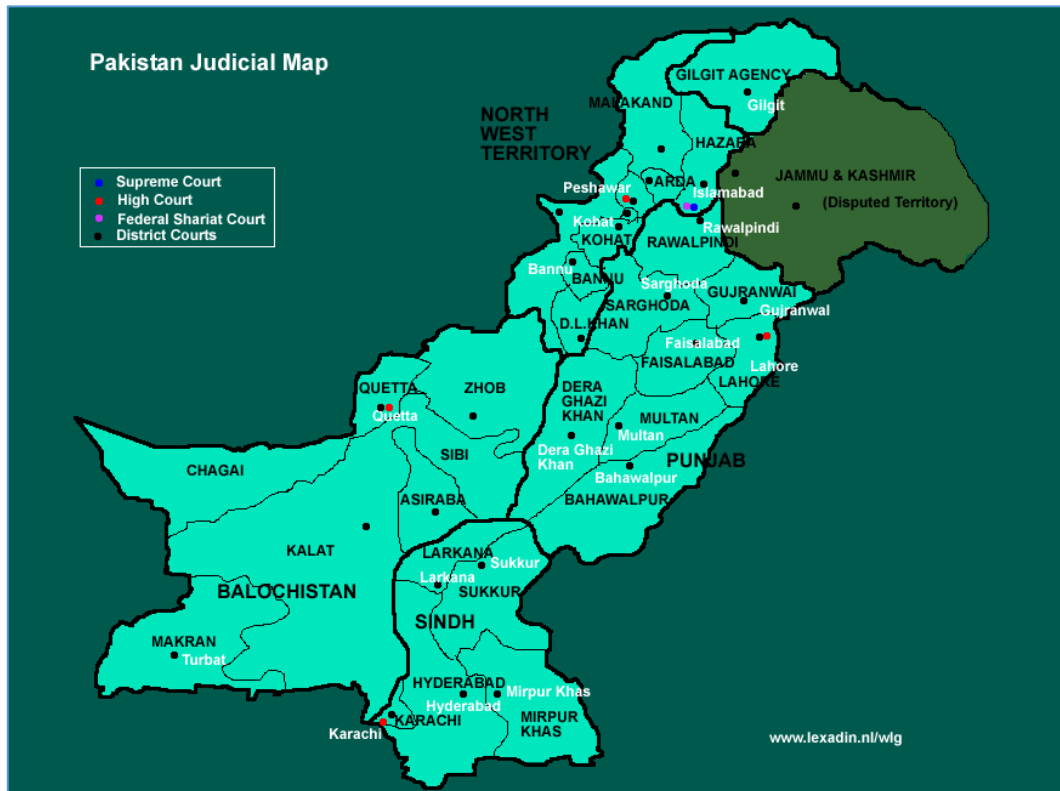 Pakistan Judicial Map
GILGIT AGENCY
Gilgit
MALAKAND
NORTH
WEST
TERRITORY
HAZARA
Supreme Court
High Court
Federal Shariat Court
District Courts
Peshawar
ARDA
Islamabad
JAMMU & KASHMIR
(Disputed Territory)
Kohat
KOHAT
Rawalpindi
RAWALPINDI
Bannu
BANNU
Sarghoda
SARGHODA
GUJRANWAI
Gujranwal
D.L.KHAN
Faisalabad
FAISALABAD
Lahore
LAHORE
QUETTA
Quetta
ZHOB
DERA
GHAZI
KHAN
MULTAN
Multan
Dera Ghazi
Khan
SIBI
PUNJAB
Bahawalpur
BAHAWALPUR
CHAGAI
ASIRABA
KALAT
LARKANA
Sukkur
Larkana
SUKKUR
BALOCHISTAN
SINDH
MAKRAN
Turbat
HYDERABAD
Hyderabad
Mirpur Khas
KARACHI
Karachi
MIRPUR
KHAS
www.lexadin.nl/wlg